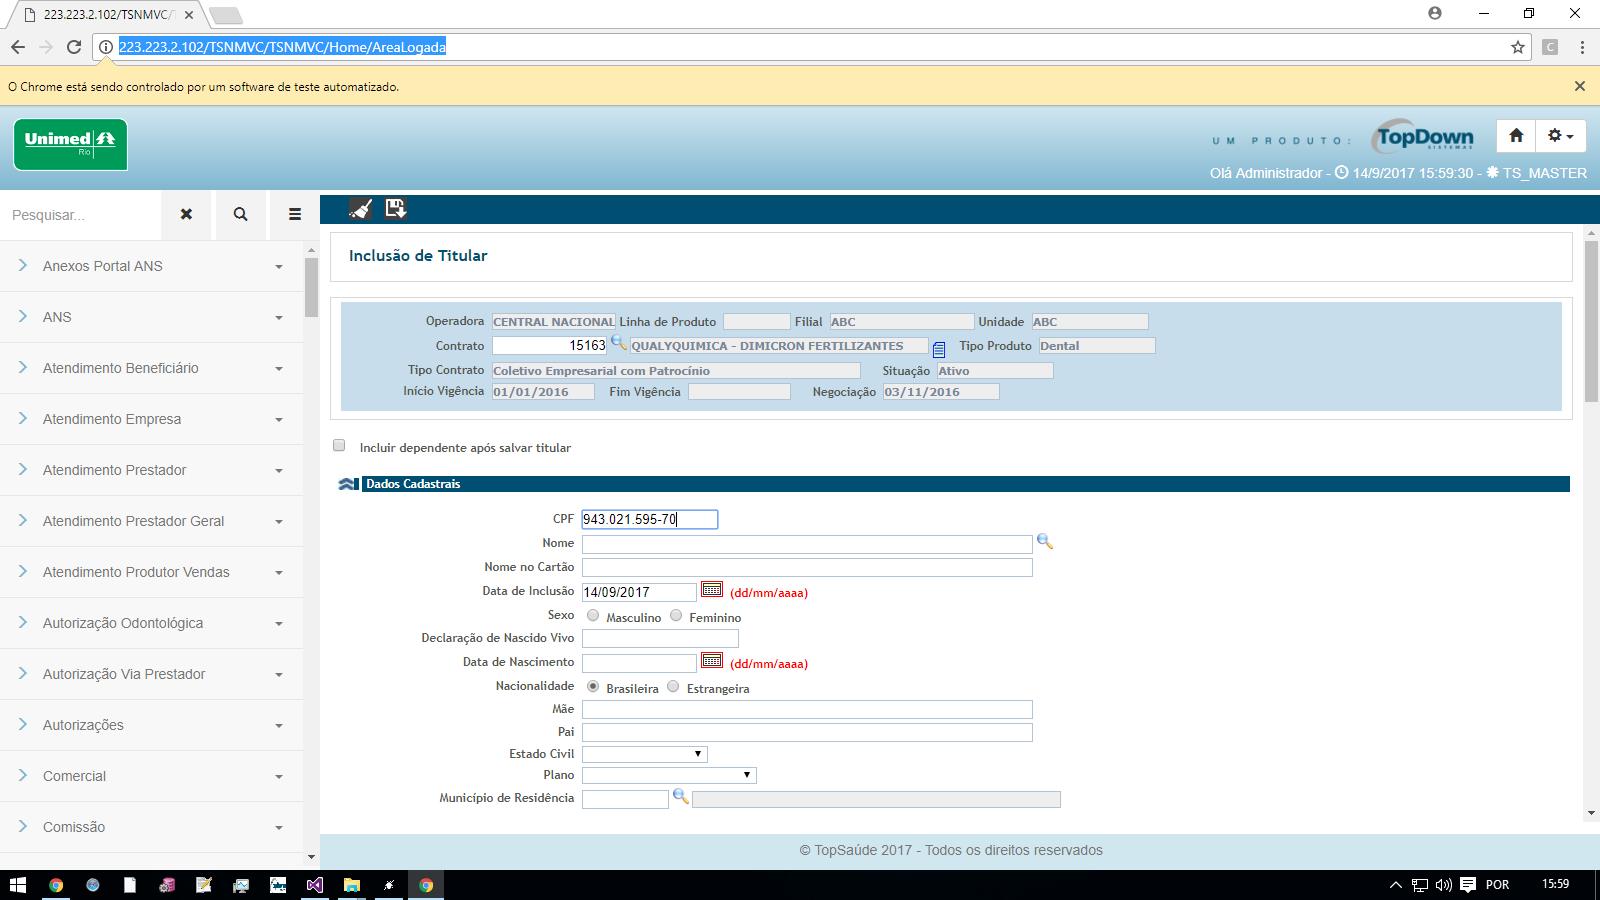 223.223.2.102/TSNMVC/T
223.223.2.102/TSNMVC/TSNMVC/Home/AreaLogada
C
O Chrome está sendo controlado por um software de teste automatizado.
Unimed
Rio
UM PRODUTO:
TopDown
SISTEMAS
Olá Administrador - 14/9/2017 15:59:30 - TS_MASTER
Pesquisar...
Anexos Portal ANS
ANS
Atendimento Beneficiário
Atendimento Empresa
Atendimento Prestador
Atendimento Prestador Geral
Atendimento Produtor Vendas
Autorização Odontológica
Autorização Via Prestador
Autorizações
Comercial
Comissão
Inclusão de Titular
Operadora CENTRAL NACIONAL Linha de Produto Filial ABC Unidade ABC
Contrato 15163 QUALYQUIMICA - DIMICRON FERTILIZANTES Tipo Produto Dental
Tipo Contrato Coletivo Empresarial com Patrocínio Situação Ativo
Início Vigência 01/01/2016 Fim Vigência Negociação 03/11/2016
Incluir dependente após salvar titular
Dados Cadastrais
CPF 943.021.595-70
Nome
Nome no Cartão
Data de Inclusão 14/09/2017 (dd/mm/aaaa)
Sexo Masculino Feminino
Declaração de Nascido Vivo
Data de Nascimento (dd/mm/aaaa)
Nacionalidade Brasileira Estrangeira
Mãe
Pai
Estado Civil
Plano
Município de Residência
© TopSaúde 2017 - Todos os direitos reservados
POR 15:59